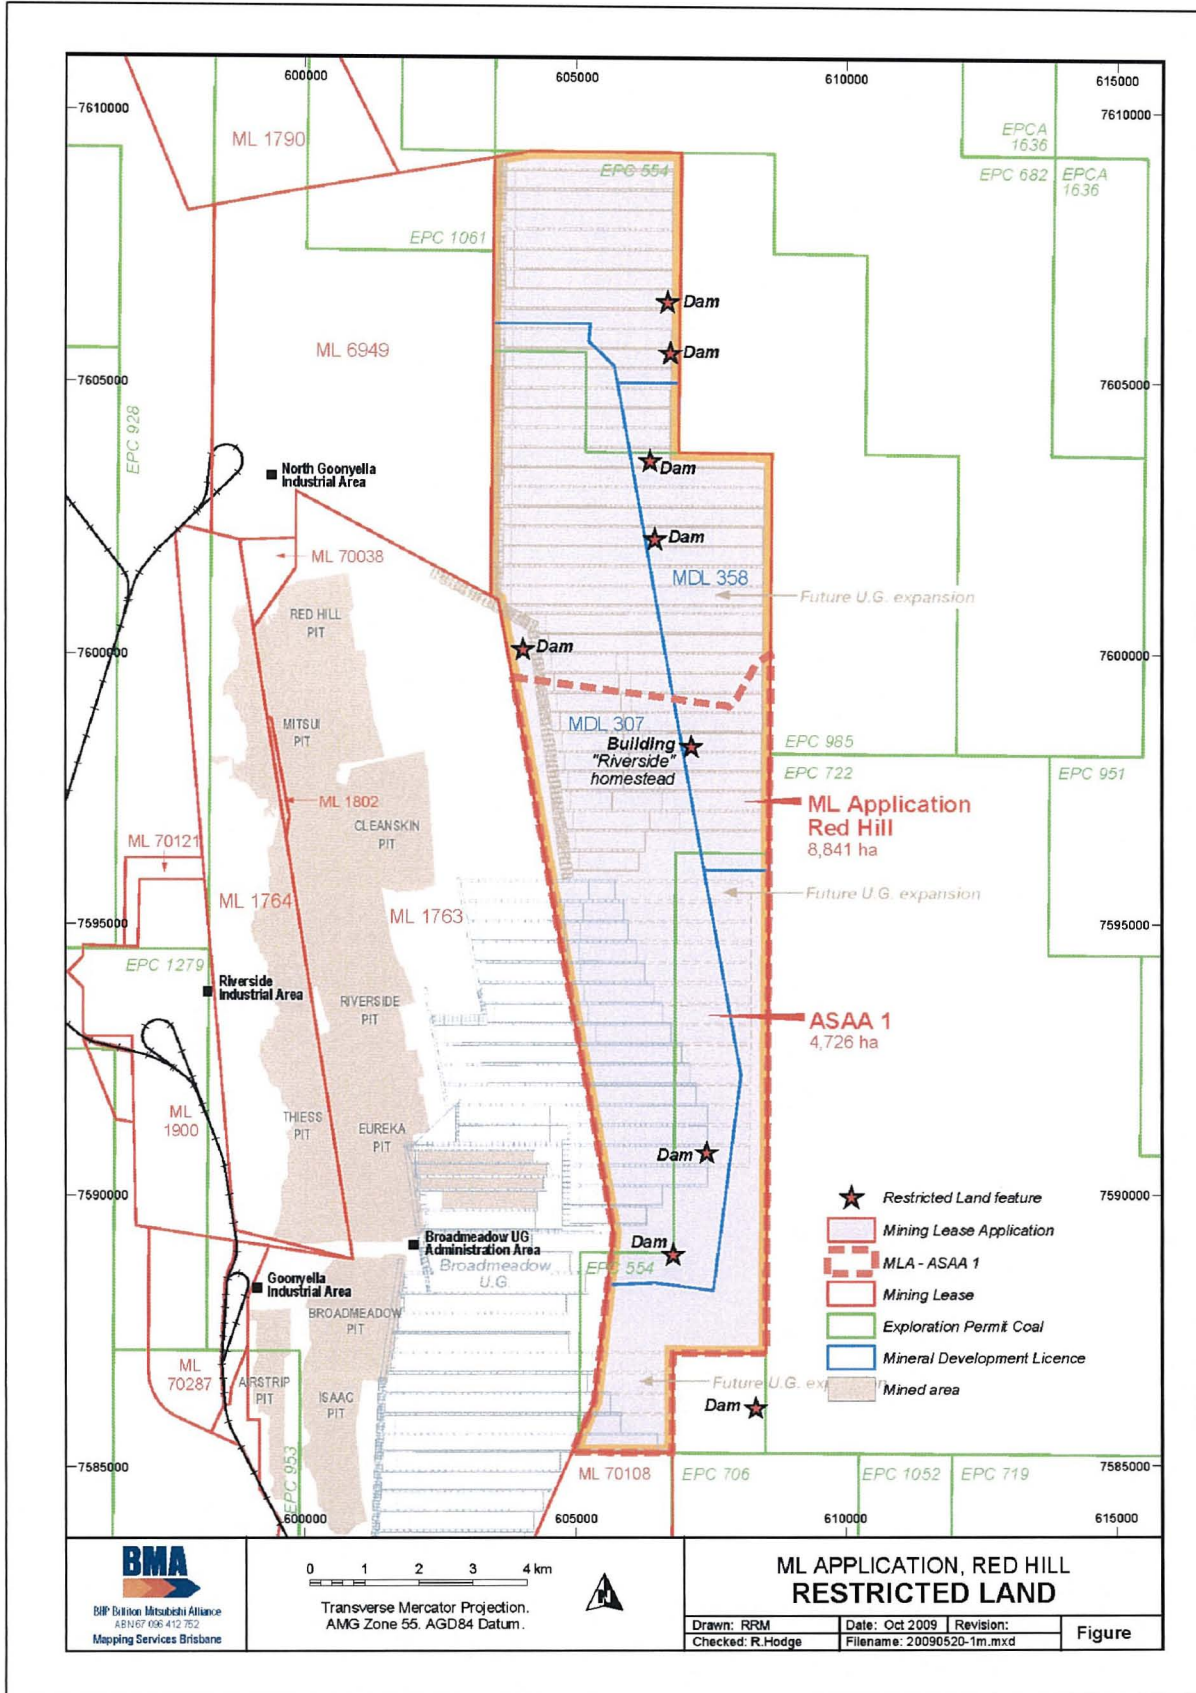 600000
605000
610000
615000
7610000
7610000
ML 1790
EPCA
1636
EPC 554
EPC 682
EPCA
1636
EPC 1061
Dam
ML 6949
Dam
7605000
7605000
EPC 928
North Goonyella
Industrial Area
Dam
Dam
ML 70038
MDL 358
Future U.G. expansion
RED HILL
PIT
7600000
Dam
7600000
MITSUI
PIT
MDL 307
Building
"Riverside"
homestead
EPC 985
EPC 722
EPC 951
ML 1802
ML Application
Red Hill
8,841 ha
CLEANSKIN
PIT
ML 70121
Future U.G. expansion
ML 1764
ML 1763
7595000
7595000
EPC 1279
Riverside
Industrial Area
RIVERSIDE
PIT
ASAA 1
4,726 ha
ML
1900
THIESS
PIT
EUREKA
PIT
Dam
7590000
7590000
Restricted Land feature
Mining Lease Application
MLA - ASAA 1
Mining Lease
Exploration Permit Coal
Mineral Development Licence
Mined area
Broadmeadow UG
Administration Area
Broadmeadow
U.G
Dam
EPC 554
Goonyella
Industrial Area
BROADMEADOW
PIT
ML
70287
AIRSTRIP
PIT
ISAAC
PIT
Future U.G. expansion
Dam
EPC 953
7585000
7585000
ML 70108
EPC 706
EPC 1052
EPC 719
600000
605000
610000
615000
BMA
BHP Billiton Mitsubishi Alliance
ABN 67 096 412 752
Mapping Services Brisbane
0 1 2 3 4 km
Transverse Mercator Projection.
AMG Zone 55. AGD84 Datum.
N
ML APPLICATION, RED HILL
RESTRICTED LAND
Drawn: RRM
Date: Oct 2009
Revision:
Checked: R.Hodge
Filename: 20090520-1m.mxd
Figure